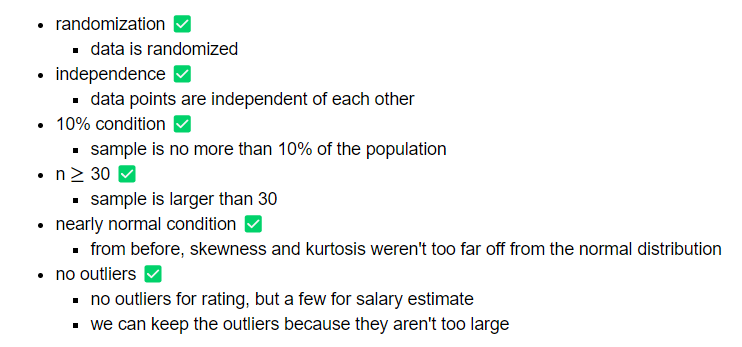 randomization ✅
data is randomized
independence ✅
data points are independent of each other
10% condition ✅
sample is no more than 10% of the population
n ≥ 30 ✅
sample is larger than 30
nearly normal condition ✅
from before, skewness and kurtosis weren't too far off from the normal distribution
no outliers ✅
no outliers for rating, but a few for salary estimate
we can keep the outliers because they aren't too large